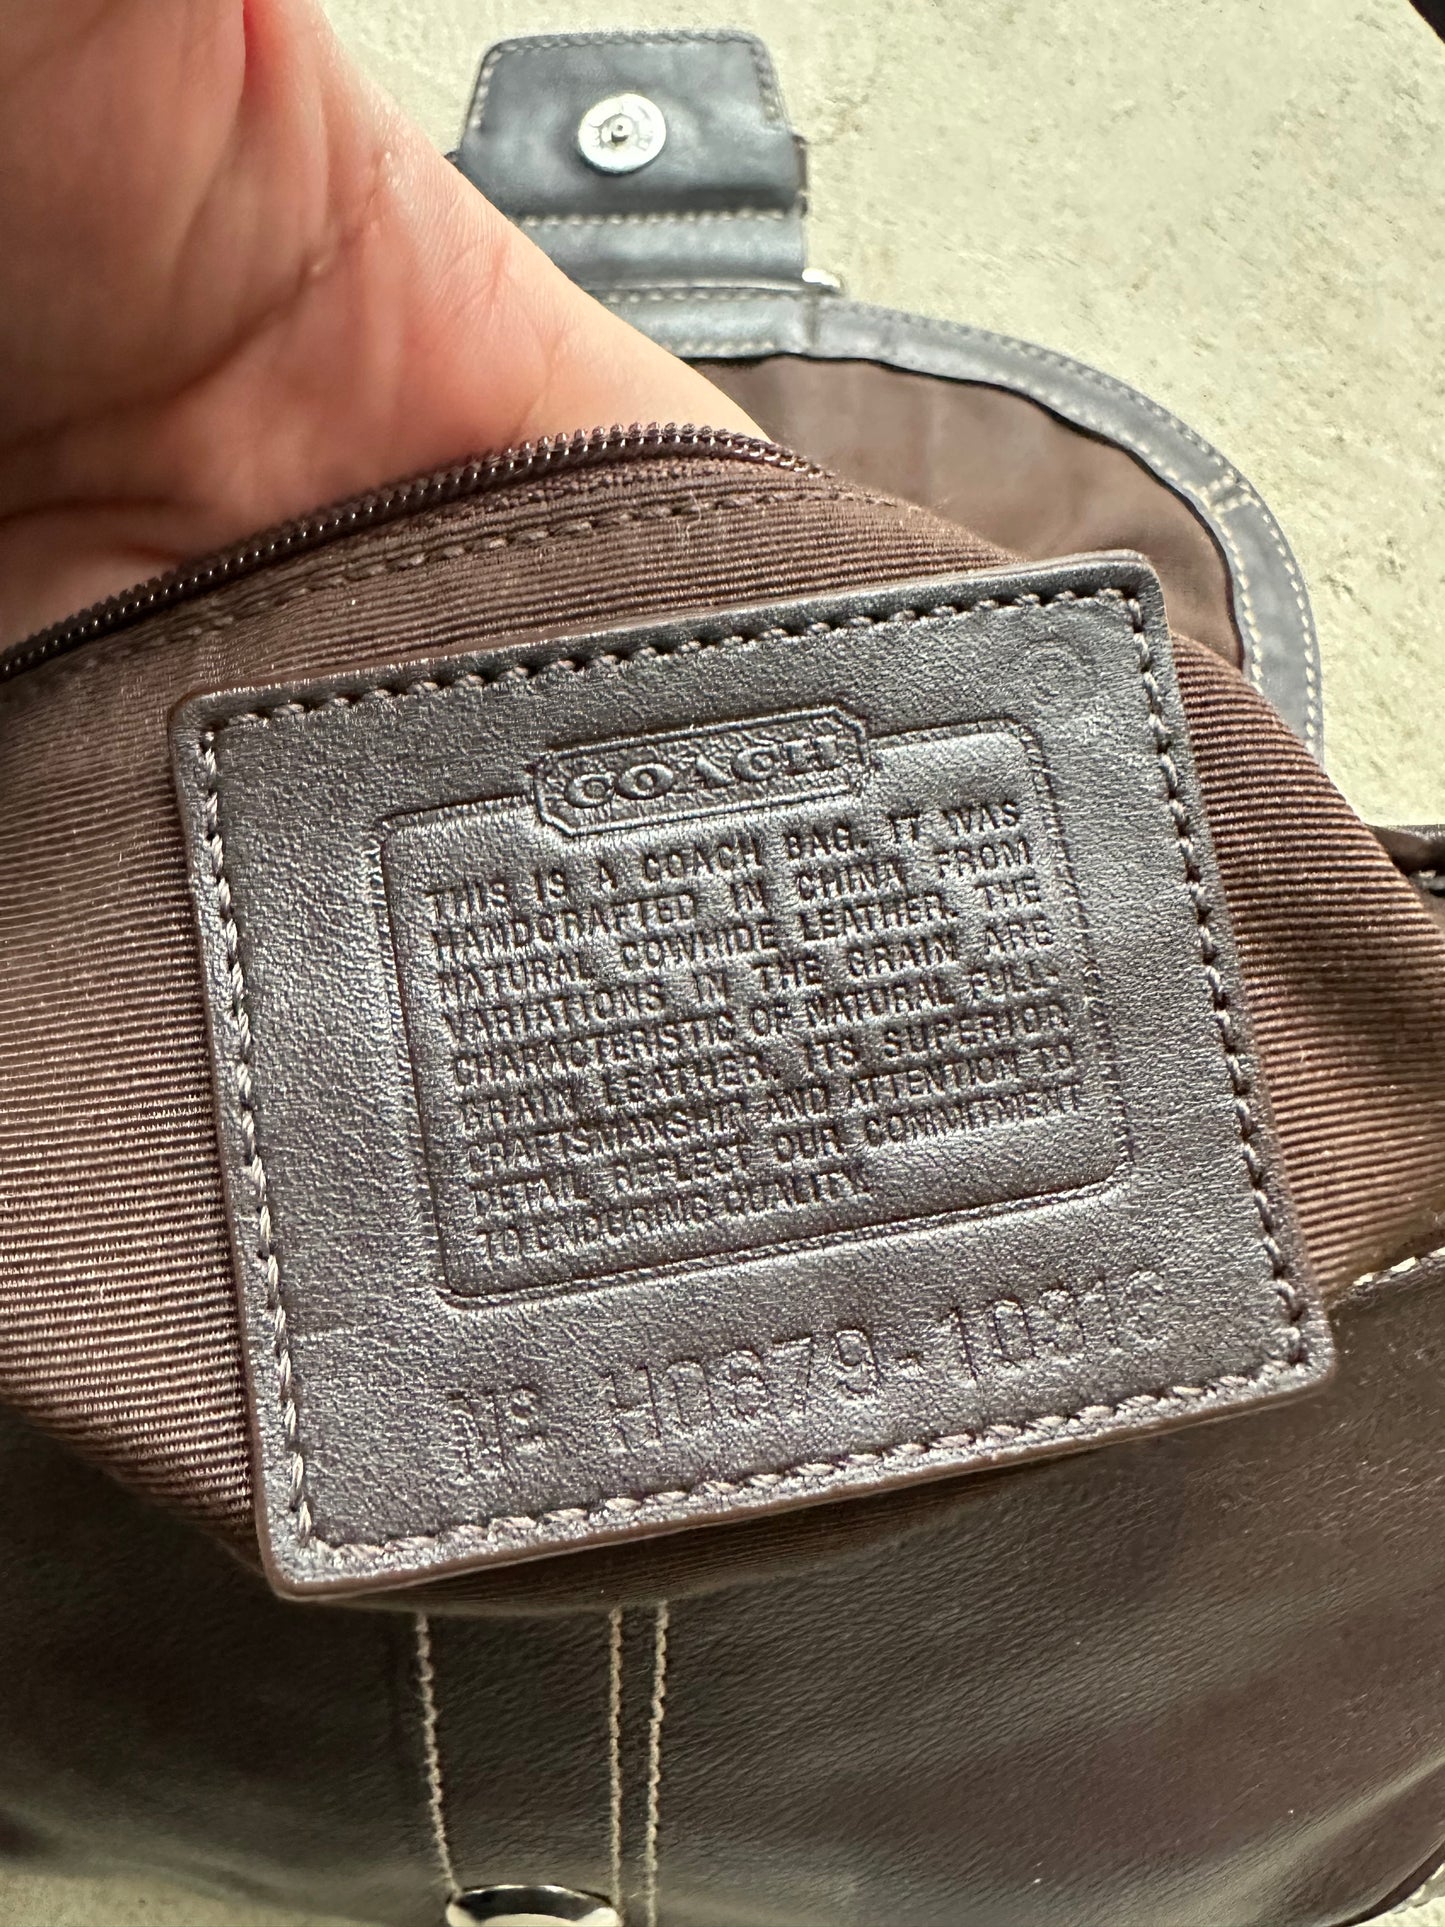 COACH
THIS IS A COACH BAG. IT WAS
HANDCRAFTED IN CHINA FROM
NATURAL COWHIDE LEATHER. THE
VARIATIONS IN THE GRAIN ARE
CHARACTERISTIC OF NATURAL FULL-
GRAIN LEATHER. ITS SUPERIOR
CRAFTSMANSHIP AND ATTENTION TO
DETAIL REFLECT OUR COMMITMENT
TO ENDURING QUALITY.